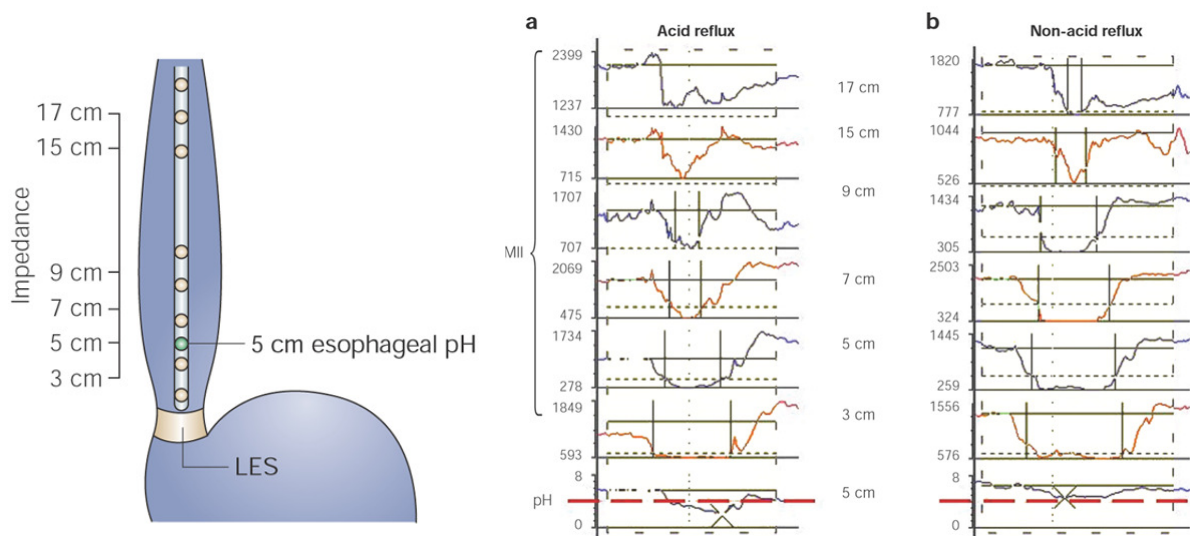 Impedance
17 cm
15 cm
9 cm
7 cm
5 cm
3 cm
5 cm esophageal pH
LES
a
Acid reflux
MII
2399
1237
1430
715
1707
707
2069
475
1734
278
1849
593
8
pH
0
17 cm
15 cm
9 cm
7 cm
5 cm
3 cm
5 cm
b
Non-acid reflux
1820
777
1044
526
1434
305
2503
324
1445
259
1556
576
8
0